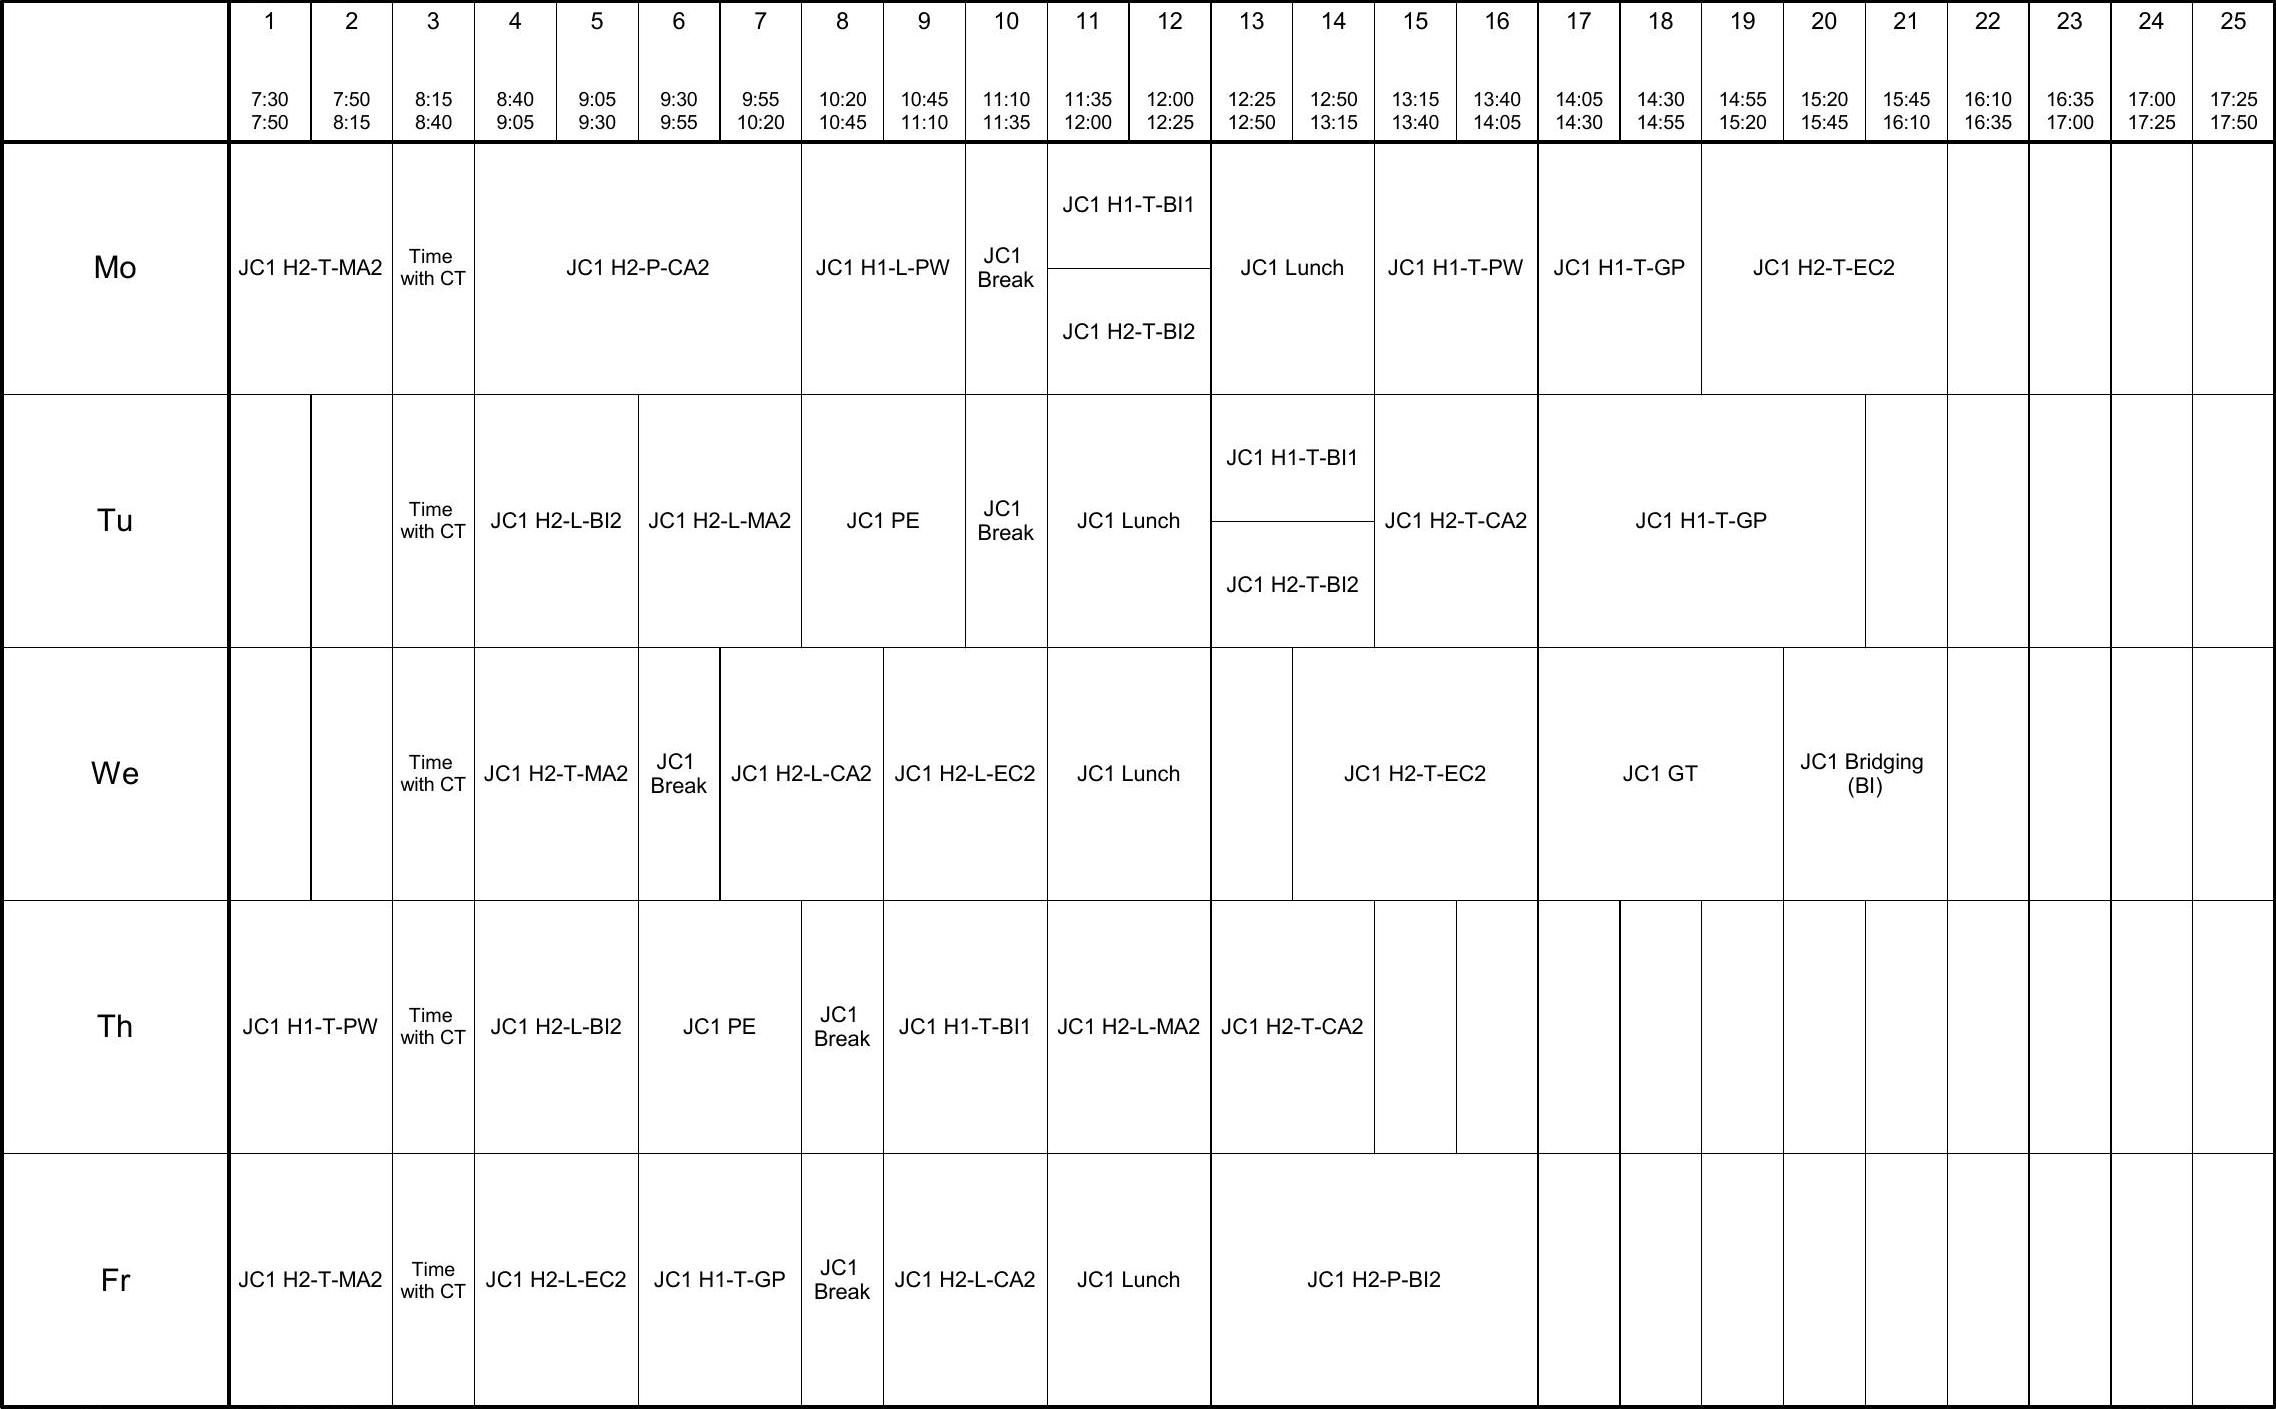 1 2 3 4 5 6 7 8 9 10 11 12 13 14 15 16 17 18 19 20 21 22 23 24 25
7:30 7:50 8:15 8:40 9:05 9:30 9:55 10:20 10:45 11:10 11:35 12:00 12:25 12:50 13:15 13:40 14:05 14:30 14:55 15:20 15:45 16:10 16:35 17:00 17:25
7:50 8:15 8:40 9:05 9:30 9:55 10:20 10:45 11:10 11:35 12:00 12:25 12:50 13:15 13:40 14:05 14:30 14:55 15:20 15:45 16:10 16:35 17:00 17:25 17:50
Mo
JC1 H2-T-MA2
Time
with CT
JC1 H2-P-CA2
JC1 H1-L-PW
JC1
Break
JC1 H1-T-BI1
JC1 H2-T-BI2
JC1 Lunch
JC1 H1-T-PW
JC1 H1-T-GP
JC1 H2-T-EC2
Tu
Time
with CT
JC1 H2-L-BI2
JC1 H2-L-MA2
JC1 PE
JC1
Break
JC1 Lunch
JC1 H1-T-BI1
JC1 H2-T-BI2
JC1 H2-T-CA2
JC1 H1-T-GP
We
Time
with CT
JC1 H2-T-MA2
JC1
Break
JC1 H2-L-CA2
JC1 H2-L-EC2
JC1 Lunch
JC1 H2-T-EC2
JC1 GT
JC1 Bridging
(BI)
Th
JC1 H1-T-PW
Time
with CT
JC1 H2-L-BI2
JC1 PE
JC1
Break
JC1 H1-T-BI1
JC1 H2-L-MA2
JC1 H2-T-CA2
Fr
JC1 H2-T-MA2
Time
with CT
JC1 H2-L-EC2
JC1 H1-T-GP
JC1
Break
JC1 H2-L-CA2
JC1 Lunch
JC1 H2-P-BI2